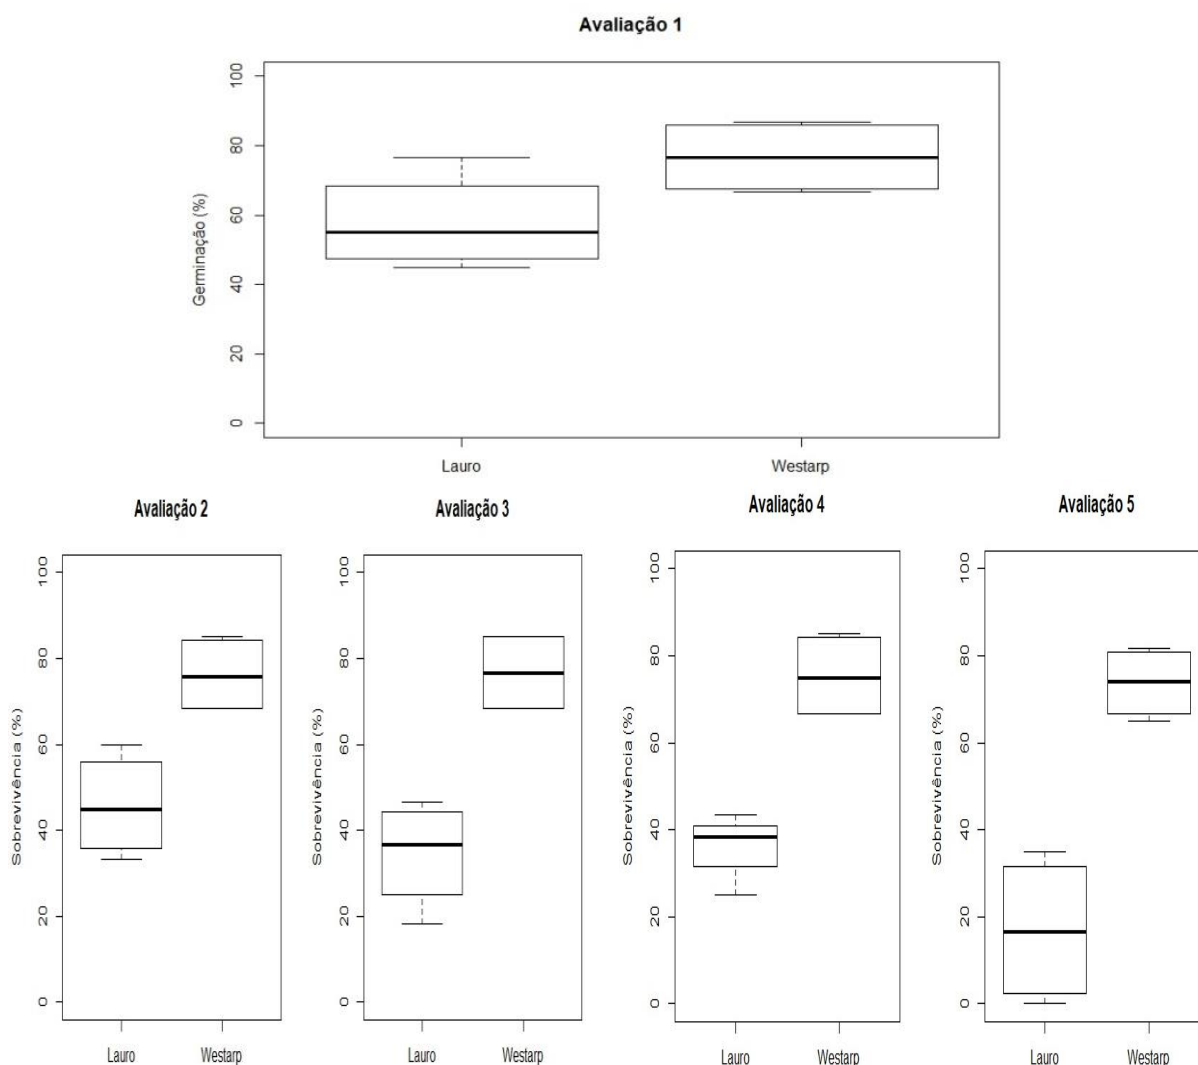 Avaliação 1
Germinação (%)
100
80
60
40
20
0
Lauro
Westarp
Avaliação 2
Sobrevivência (%)
100
80
60
40
20
0
Lauro
Westarp
Avaliação 3
Sobrevivência (%)
100
80
60
40
20
0
Lauro
Westarp
Avaliação 4
Sobrevivência (%)
100
80
60
40
20
0
Lauro
Westarp
Avaliação 5
Sobrevivência (%)
100
80
60
40
20
0
Lauro
Westarp